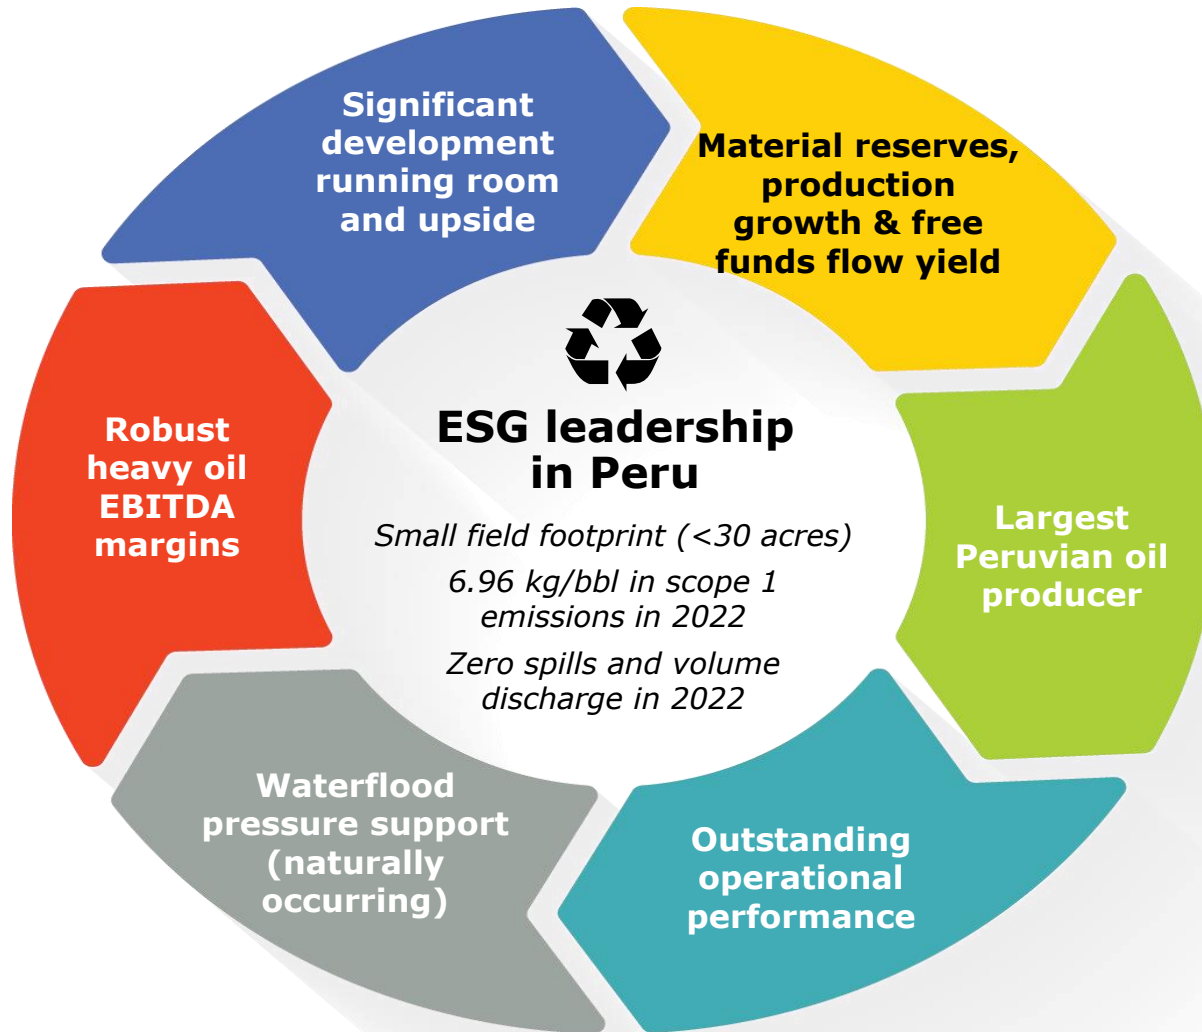 Significant
development
running room
and upside
Material reserves,
production
growth & free
funds flow yield
Largest
Peruvian oil
producer
Outstanding
operational
performance
Waterflood
pressure support
(naturally
occurring)
Robust
heavy oil
EBITDA
margins
ESG leadership
in Peru
Small field footprint (<30 acres)
6.96 kg/bbl in scope 1
emissions in 2022
Zero spills and volume
discharge in 2022